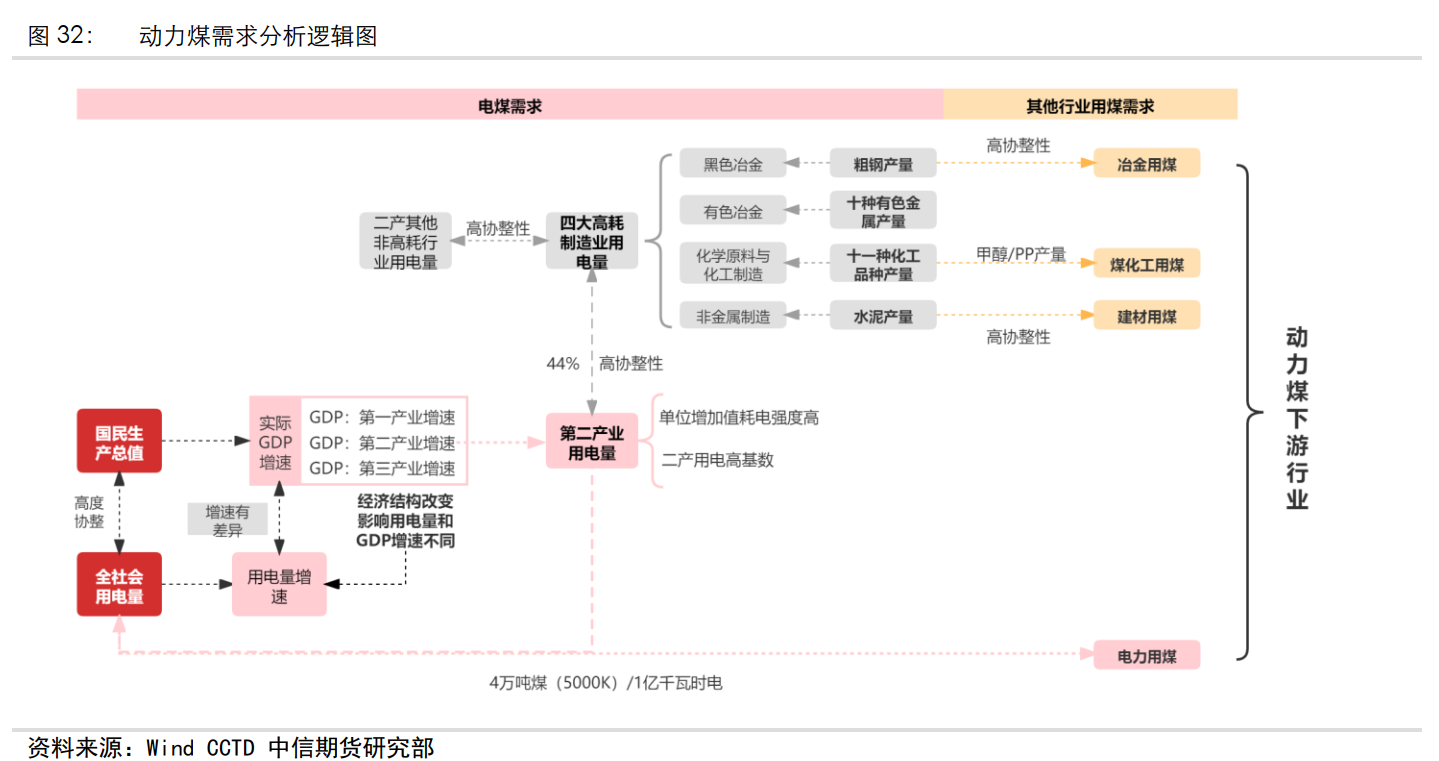 图 32： 动力煤需求分析逻辑图
电煤需求
其他行业用煤需求
黑色冶金
粗钢产量
高协整性
冶金用煤
二产其他
非高耗行
业用电量
高协整性
四大高耗
制造业用
电量
有色冶金
十种有色金
属产量
化学原料与
化工制造
十一种化工
品种产量
甲醇/PP产量
煤化工用煤
非金属制造
水泥产量
高协整性
建材用煤
44%
高协整性
动力煤下游行业
国民生
产总值
实际
GDP
增速
GDP：第一产业增速
GDP：第二产业增速
GDP：第三产业增速
第二产业
用电量
单位增加值耗电强度高
二产用电高基数
高度
协整
增速有
差异
经济结构改变
影响用电量和
GDP增速不同
全社会
用电量
用电量增
速
电力用煤
4万吨煤（5000K）/1亿千瓦时电
资料来源：Wind CCTD 中信期货研究部